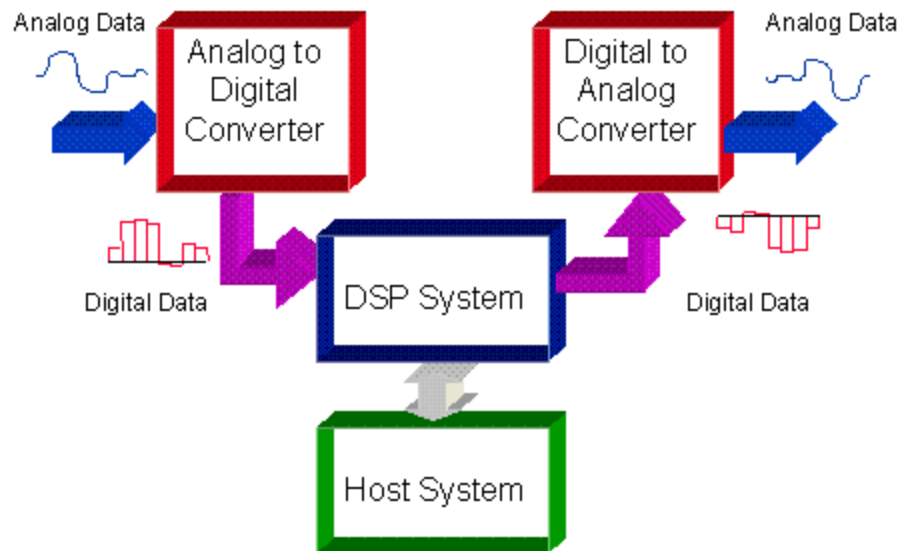 Analog Data
Analog to
Digital
Converter
Digital to
Analog
Converter
Analog Data
Digital Data
DSP System
Digital Data
Host System